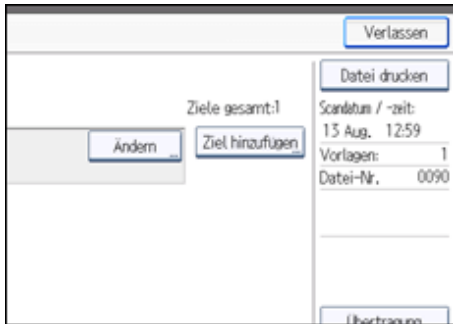 Verlassen
Datei drucken
Ziele gesamt:1
Scandatum / -zeit:
Ändern
Ziel hinzufügen
13 Aug. 12:59
Vorlagen: 1
Datei-Nr. 0090
Übertragung